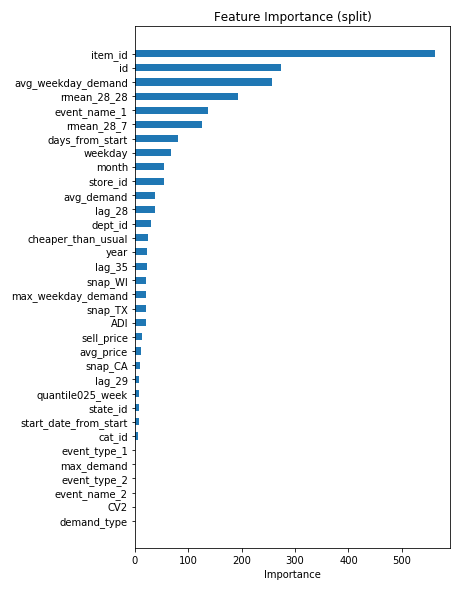 Feature Importance (split)
item_id
id
avg_weekday_demand
rmean_28_28
event_name_1
rmean_28_7
days_from_start
weekday
month
store_id
avg_demand
lag_28
dept_id
cheaper_than_usual
year
lag_35
snap_WI
max_weekday_demand
snap_TX
ADI
sell_price
avg_price
snap_CA
lag_29
quantile025_week
state_id
start_date_from_start
cat_id
event_type_1
max_demand
event_type_2
event_name_2
CV2
demand_type
0 100 200 300 400 500
Importance